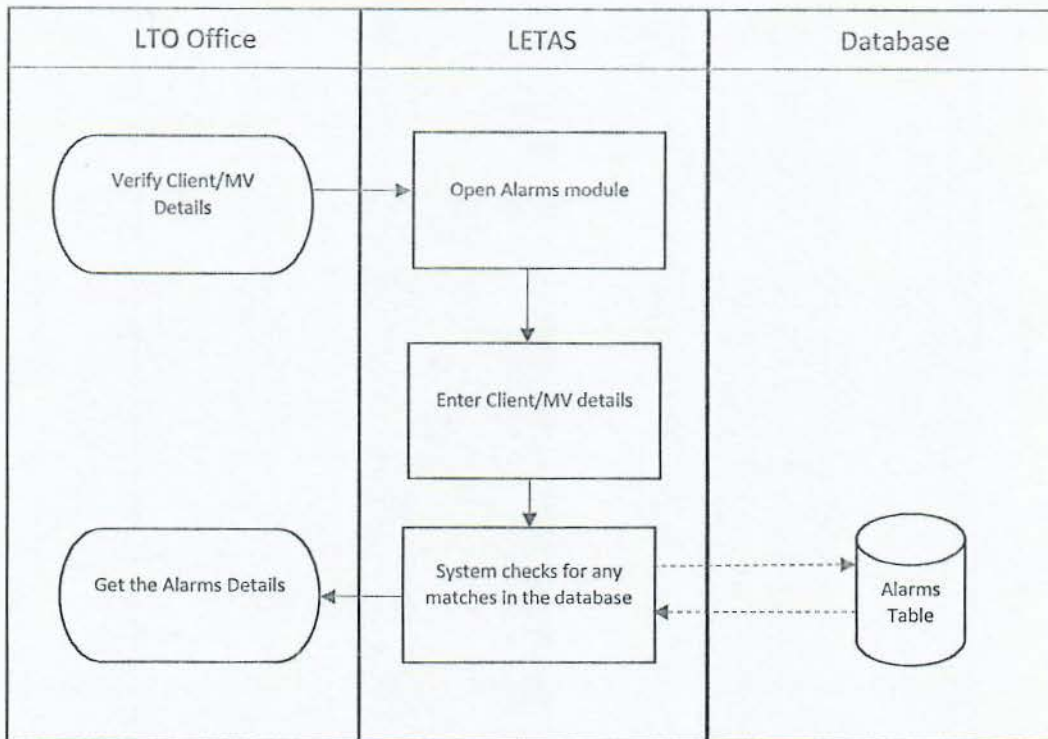 LTO Office
LETAS
Database
Verify Client/MV
Details
Open Alarms module
Enter Client/MV details
Get the Alarms Details
System checks for any
matches in the database
Alarms
Table